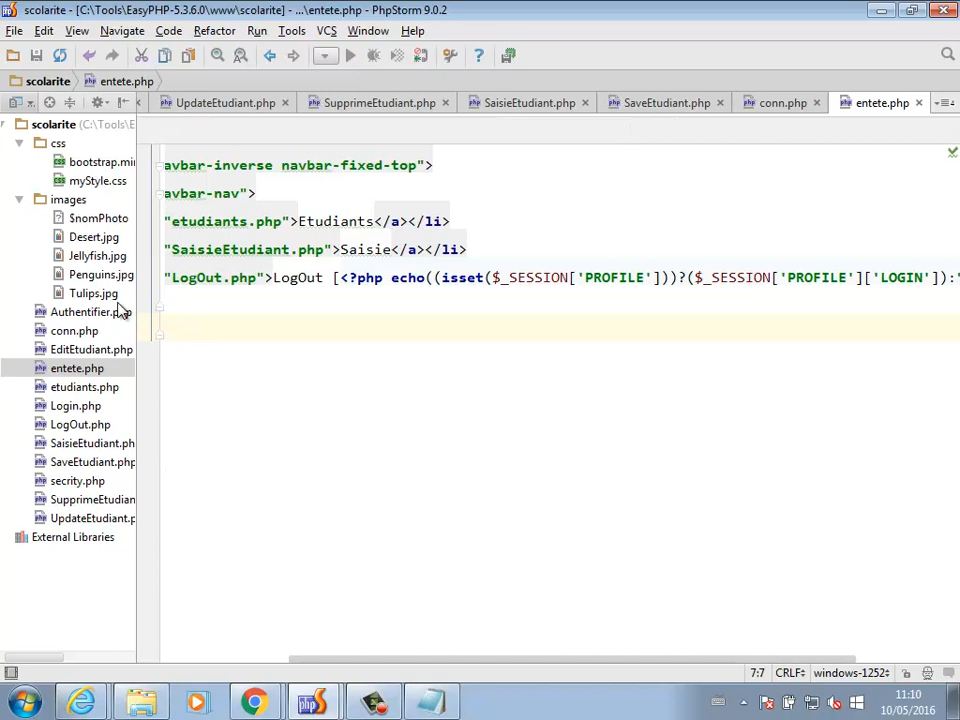 scolarite - [C:\Tools\EasyPHP-5.3.6.0\www\scolarite] - ...\entete.php - PhpStorm 9.0.2
File Edit View Navigate Code Refactor Run Tools VCS Window Help
scolarite entete.php
UpdateEtudiant.php SupprimeEtudiant.php SaisieEtudiant.php SaveEtudiant.php conn.php entete.php
scolarite (C:\Tools\E
css
bootstrap.mi
myStyle.css
images
$nomPhoto
Desert.jpg
Jellyfish.jpg
Penguins.jpg
Tulips.jpg
Authentifier.php
conn.php
EditEtudiant.php
entete.php
etudiants.php
Login.php
LogOut.php
SaisieEtudiant.ph
SaveEtudiant.php
secrity.php
SupprimeEtudian
UpdateEtudiant.p
External Libraries
avbar-inverse navbar-fixed-top">
avbar-nav">
"etudiants.php">Etudiants</a></li>
"SaisieEtudiant.php">Saisie</a></li>
"LogOut.php">LogOut [<?php echo((isset($_SESSION['PROFILE']))?($_SESSION['PROFILE']['LOGIN']):'
7:7 CRLF windows-1252
11:10
10/05/2016